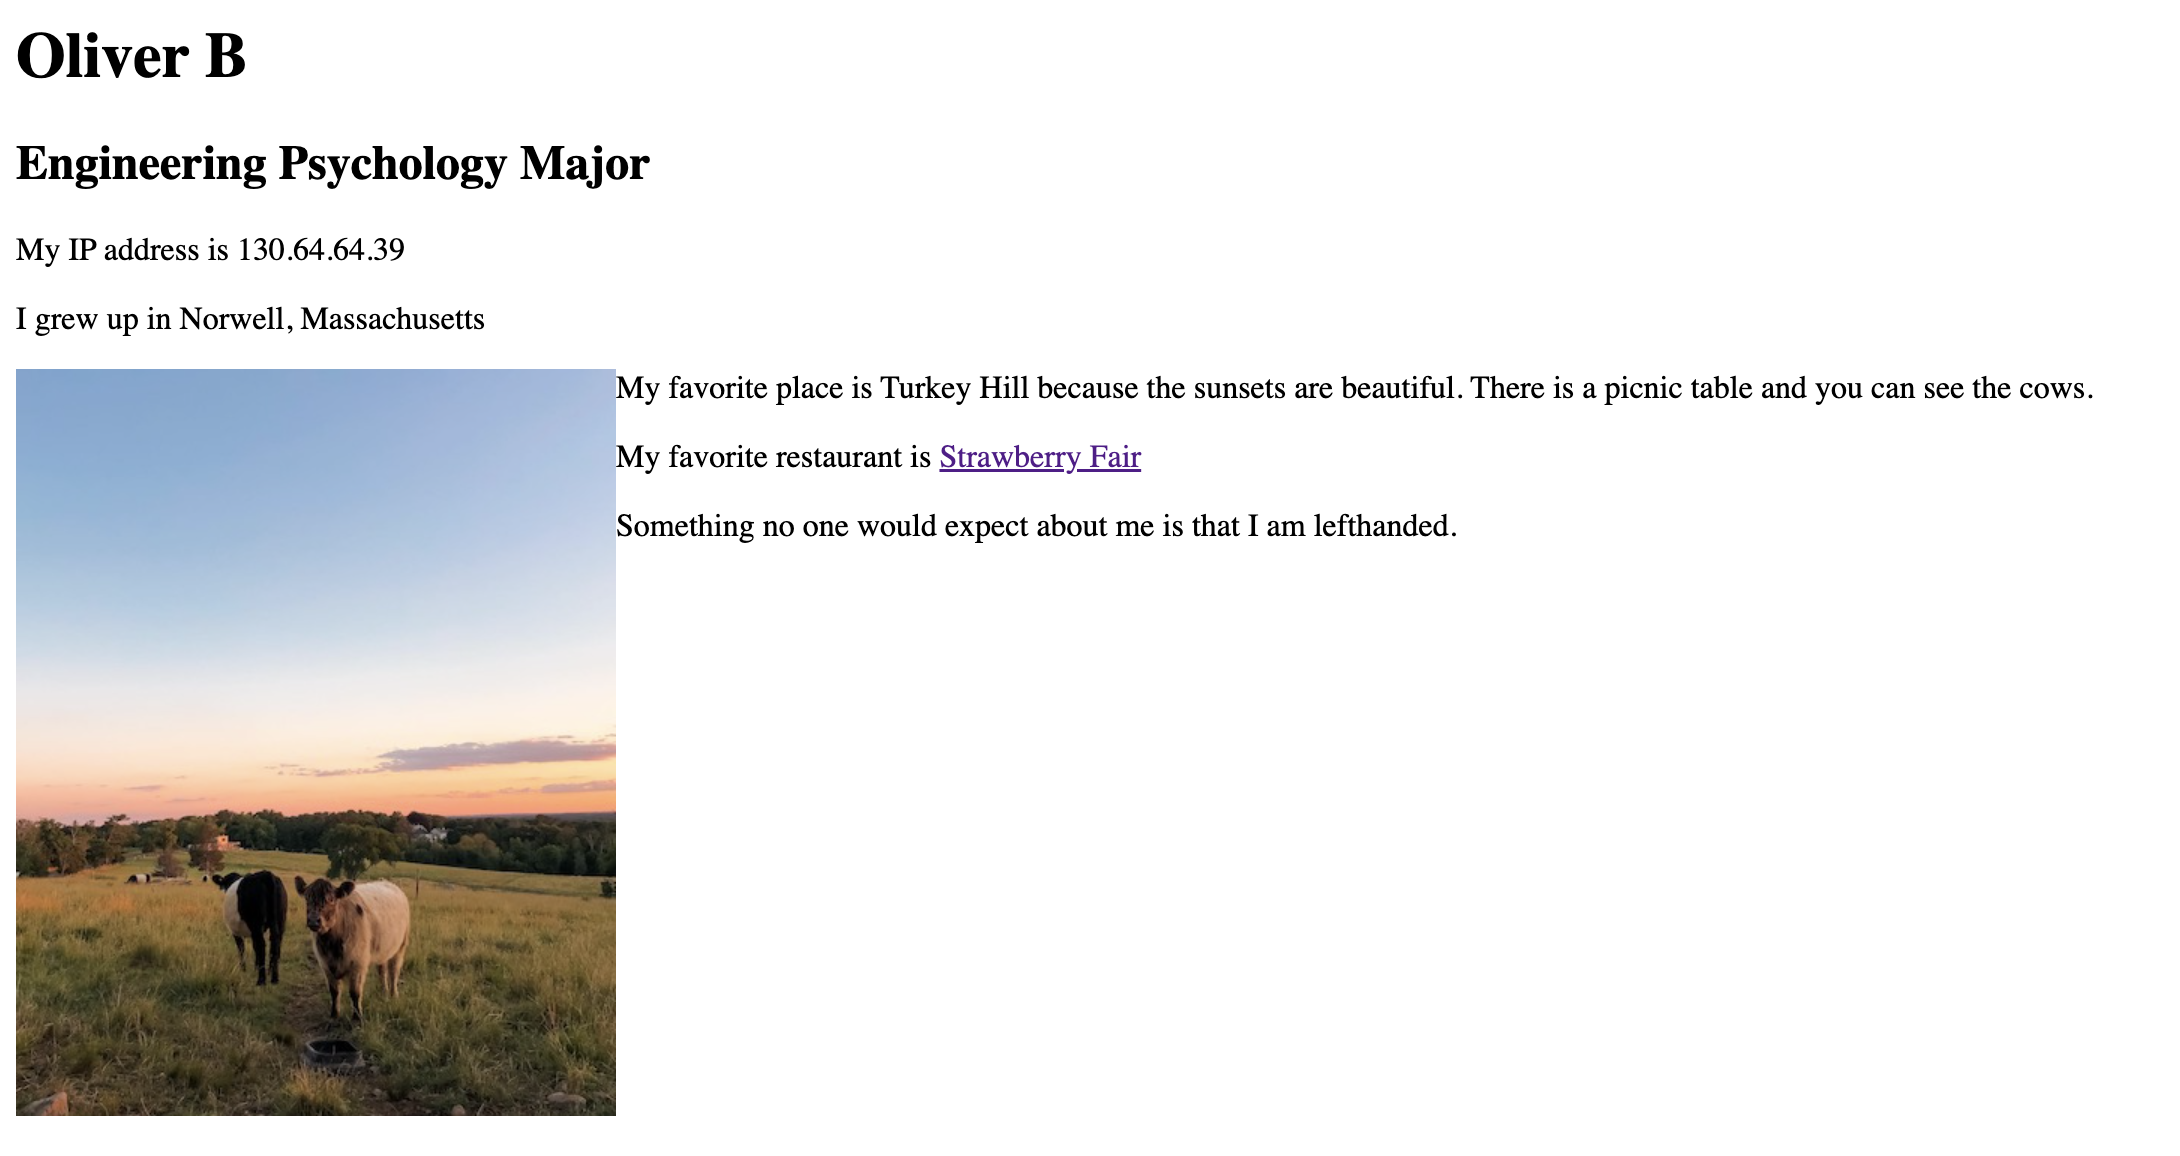 Oliver B
Engineering Psychology Major
My IP address is 130.64.64.39
I grew up in Norwell, Massachusetts
My favorite place is Turkey Hill because the sunsets are beautiful. There is a picnic table and you can see the cows.
My favorite restaurant is Strawberry Fair
Something no one would expect about me is that I am lefthanded.